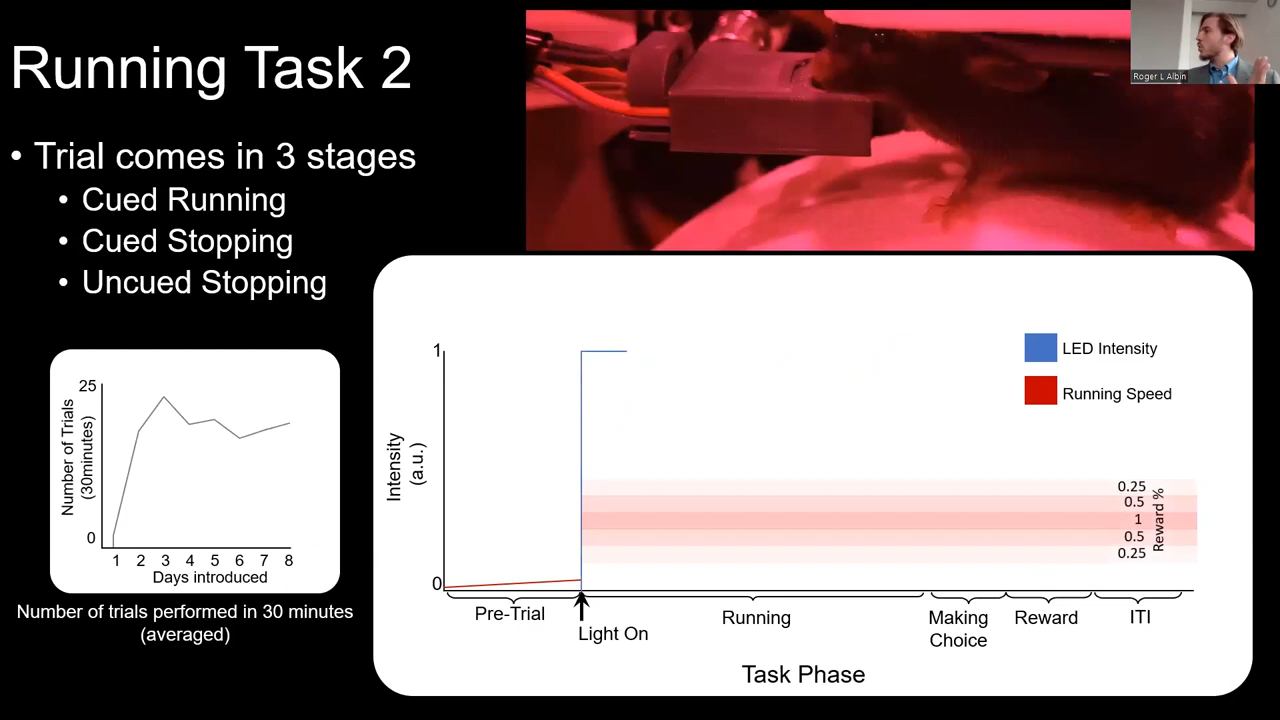 Running Task 2
Roger L Albin
• Trial comes in 3 stages
• Cued Running
• Cued Stopping
• Uncued Stopping
25
Number of Trials
(30minutes)
0
1 2 3 4 5 6 7 8
Days introduced
Number of trials performed in 30 minutes
(averaged)
1
LED Intensity
Running Speed
Intensity
(a.u.)
0.25
0.5
1
0.5
0.25
Reward %
0
Pre-Trial
Light On
Running
Making
Choice
Reward
ITI
Task Phase